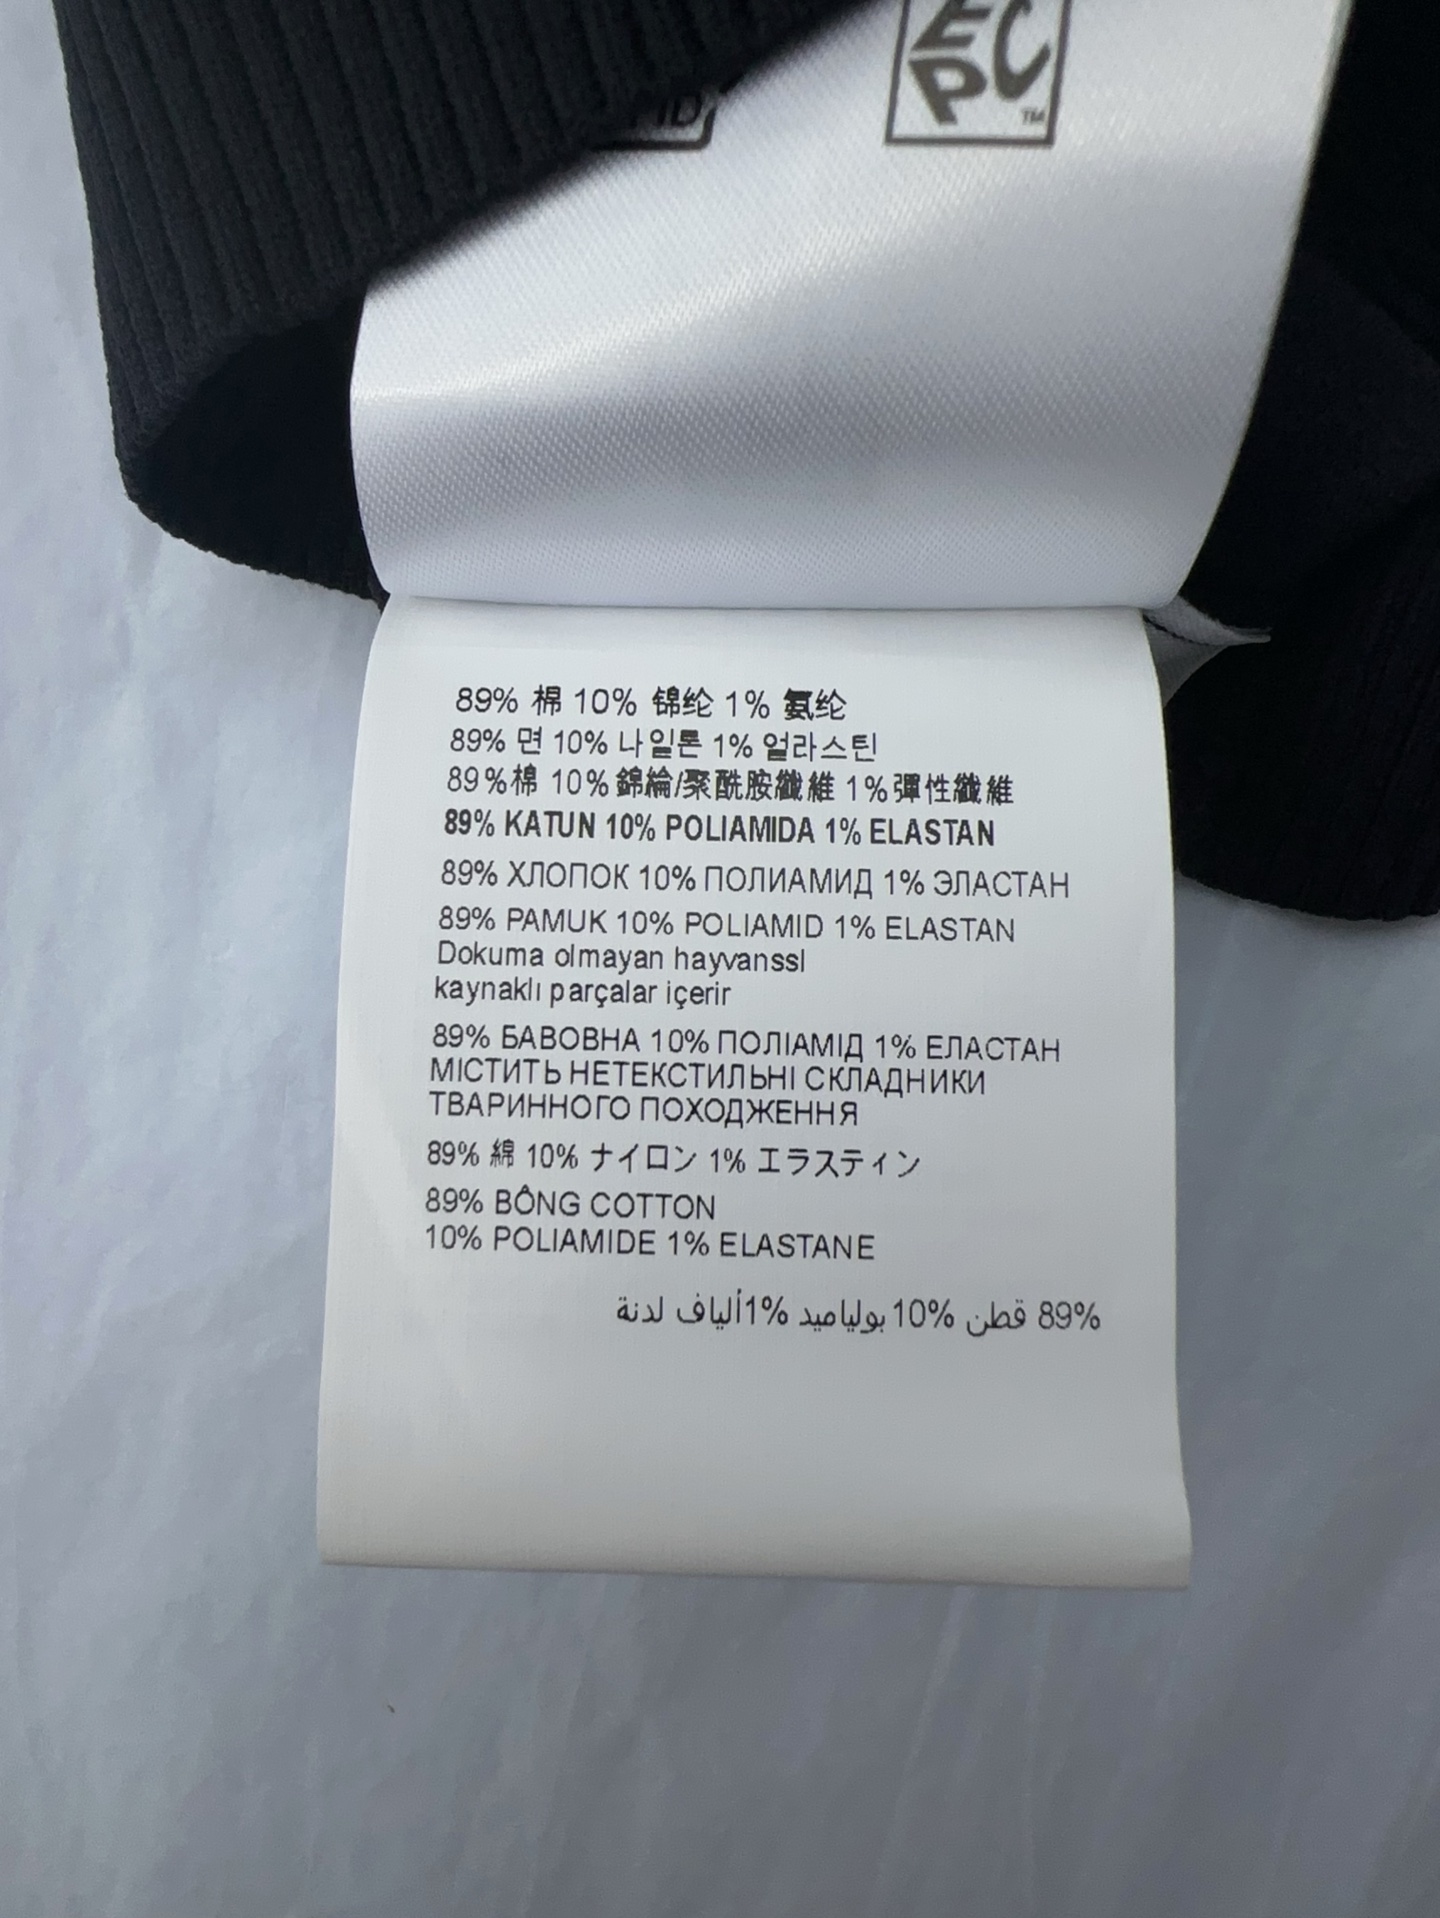 EPC
TM
ID
89% 棉 10% 锦纶 1% 氨纶
89% 면 10% 나일론 1% 얼라스틴
89%棉 10%錦綸/聚酰胺纖維 1%彈性纖維
89% KATUN 10% POLIAMIDA 1% ELASTAN
89% ХЛОПОК 10% ПОЛИАМИД 1% ЭЛАСТАН
89% PAMUK 10% POLIAMID 1% ELASTAN
Dokuma olmayan hayvanssl
kaynaklı parçalar içerir
89% БАВОВНА 10% ПОЛІАМІД 1% ЕЛАСТАН
МІСТИТЬ НЕТЕКСТИЛЬНІ СКЛАДНИКИ
ТВАРИННОГО ПОХОДЖЕННЯ
89% 綿 10% ナイロン 1% エラスティン
89% BÔNG COTTON
10% POLIAMIDE 1% ELASTANE
89% قطن 10% بولياميد 1% ألياف لدنة